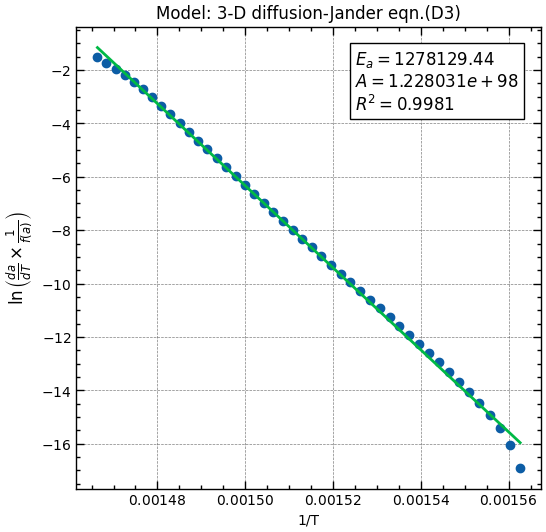 Model: 3-D diffusion-Jander eqn.(D3)
E_a = 1278129.44
A = 1.228031e + 98
R^2 = 0.9981
ln (da/dT × 1/f(a))
−2
−4
−6
−8
−10
−12
−14
−16
0.00148 0.00150 0.00152 0.00154 0.00156
1/T